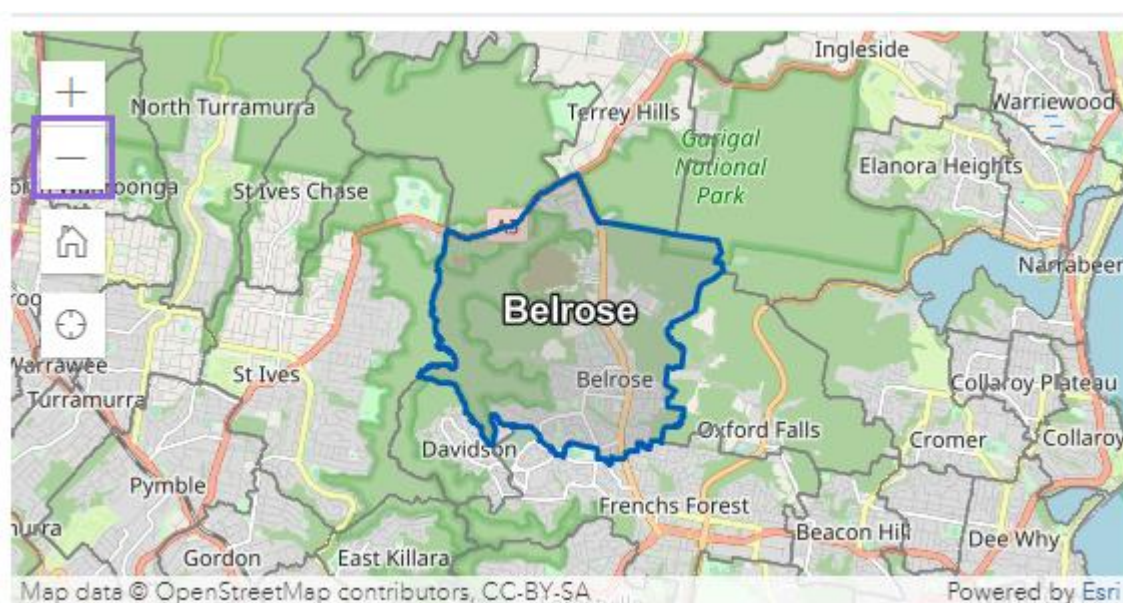 Ingleside
North Turramurra
Terrey Hills
Warriewood
Garigal
National
Park
Elanora Heights
St Ives Chase
A3
Narrabeen
Belrose
Warrawee
St Ives
Belrose
Turramurra
Collaroy Plateau
Oxford Falls
Davidson
Cromer
Collaroy
Pymble
Frenchs Forest
Beacon Hill
Dee Why
Gordon
East Killara
Map data © OpenStreetMap contributors, CC-BY-SA
Powered by Esri